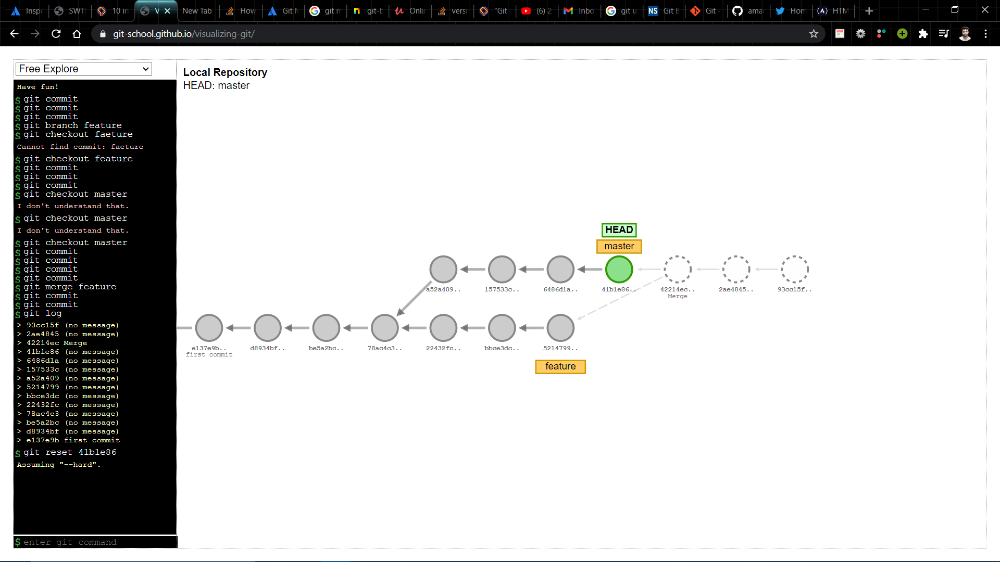 Inspe
SWT
10 in
V
New Tab
How
Git M
git m
git-b
Onli
versi
"Git
(6) 2
Inbo
git u
NS
Git B
Git -
amar
Hom
HTM
git-school.github.io/visualizing-git/
Free Explore
Have fun!
$ git commit
$ git commit
$ git commit
$ git branch feature
$ git checkout faeture
Cannot find commit: faeture
$ git checkout feature
$ git commit
$ git commit
$ git commit
$ git checkout master
I don't understand that.
$ git checkout master
I don't understand that.
$ git checkout master
$ git commit
$ git commit
$ git commit
$ git commit
$ git merge feature
$ git commit
$ git commit
$ git log
> 93cc15f (no message)
> 2ae4845 (no message)
> 42214ec Merge
> 41b1e86 (no message)
> 6486d1a (no message)
> 157533c (no message)
> a52a409 (no message)
> 5214799 (no message)
> bbce3dc (no message)
> 22432fc (no message)
> 78ac4c3 (no message)
> be5a2bc (no message)
> d8934bf (no message)
> e137e9b first commit
$ git reset 41b1e86
Assuming "--hard".
$ enter git command
Local Repository
HEAD: master
HEAD
master
a52a409..
157533c..
6486d1a..
41b1e86..
42214ec..
Merge
2ae4845..
93cc15f..
e137e9b..
first commit
d8934bf..
be5a2bc..
78ac4c3..
22432fc..
bbce3dc..
5214799..
feature